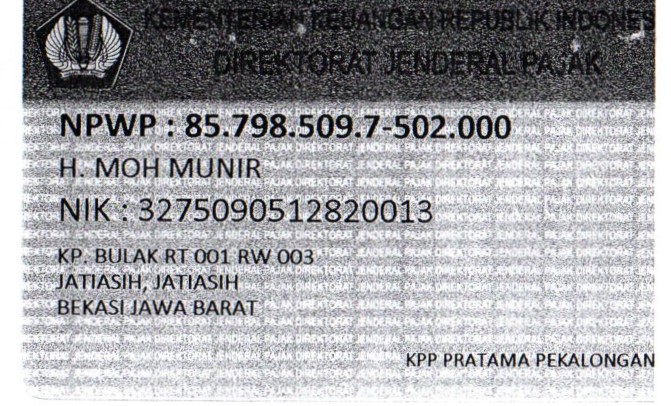 KEMENTERIAN KEUANGAN REPUBLIK INDONES
DIREKTORAT JENDERAL PAJAK
NPWP : 85.798.509.7-502.000
H. MOH MUNIR
NIK : 3275090512820013
KP. BULAK RT 001 RW 003
JATIASIH, JATIASIH
BEKASI JAWA BARAT
KPP PRATAMA PEKALONGAN